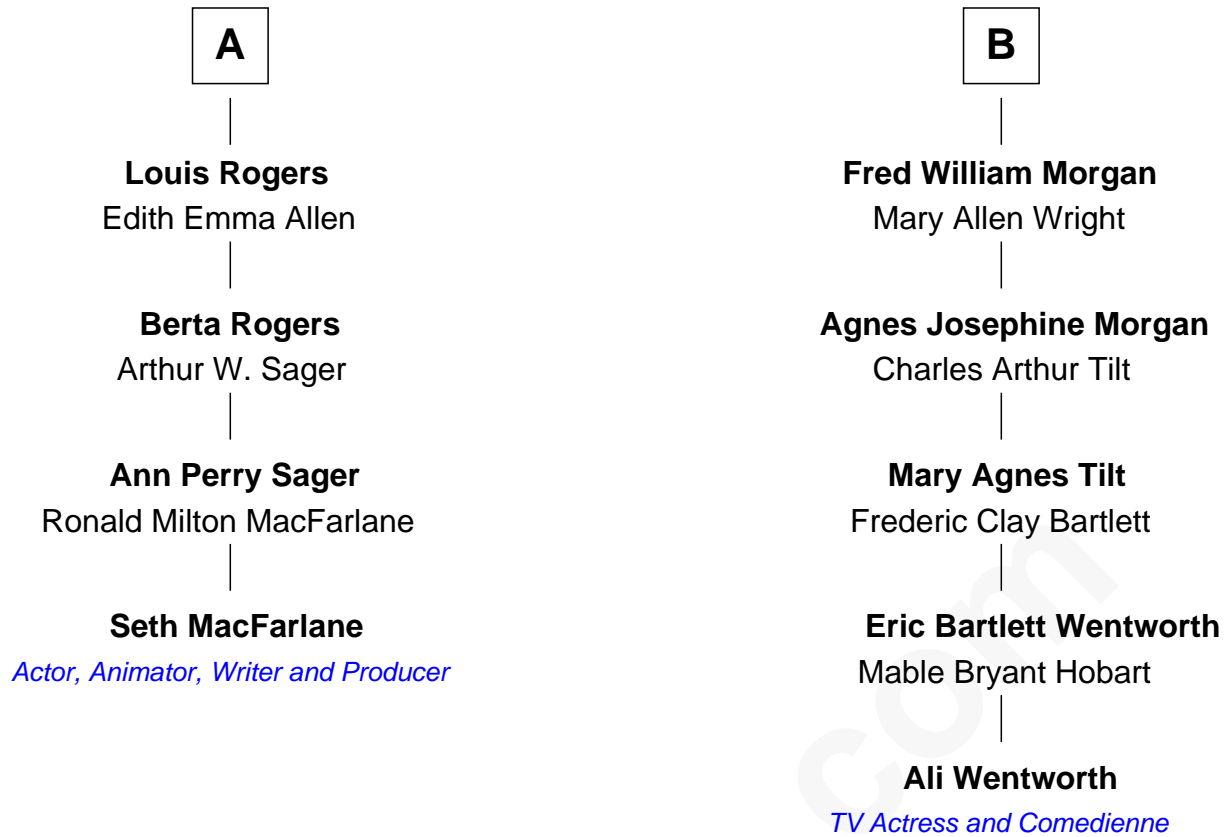 A
Louis Rogers
Edith Emma Allen
Berta Rogers
Arthur W. Sager
Ann Perry Sager
Ronald Milton MacFarlane
Seth MacFarlane
Actor, Animator, Writer and Producer
B
Fred William Morgan
Mary Allen Wright
Agnes Josephine Morgan
Charles Arthur Tilt
Mary Agnes Tilt
Frederic Clay Bartlett
Eric Bartlett Wentworth
Mable Bryant Hobart
Ali Wentworth
TV Actress and Comedienne
com